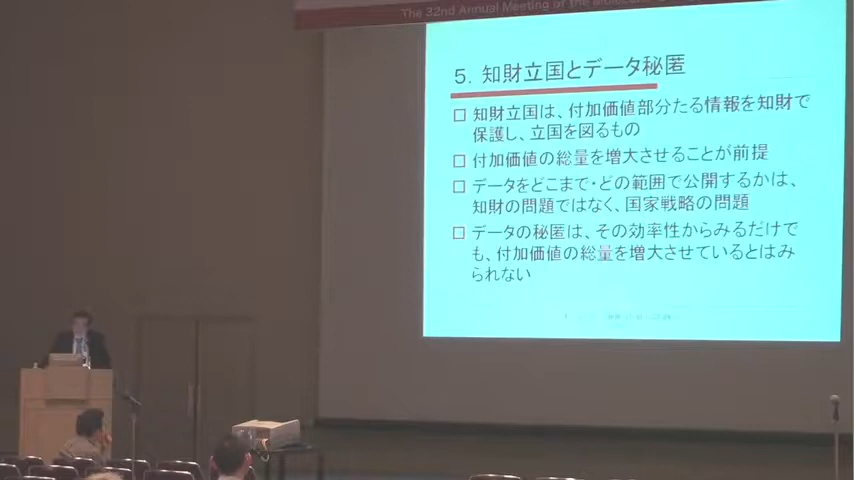 The 32nd Annual Meeting of the
5. 知財立国とデータ秘匿
□ 知財立国は、付加価値部分たる情報を知財で
保護し、立国を図るもの
□ 付加価値の総量を増大させることが前提
□ データをどこまで・どの範囲で公開するかは、
知財の問題ではなく、国家戦略の問題
□ データの秘匿は、その効率性からみるだけで
も、付加価値の総量を増大させているとはみ
られない